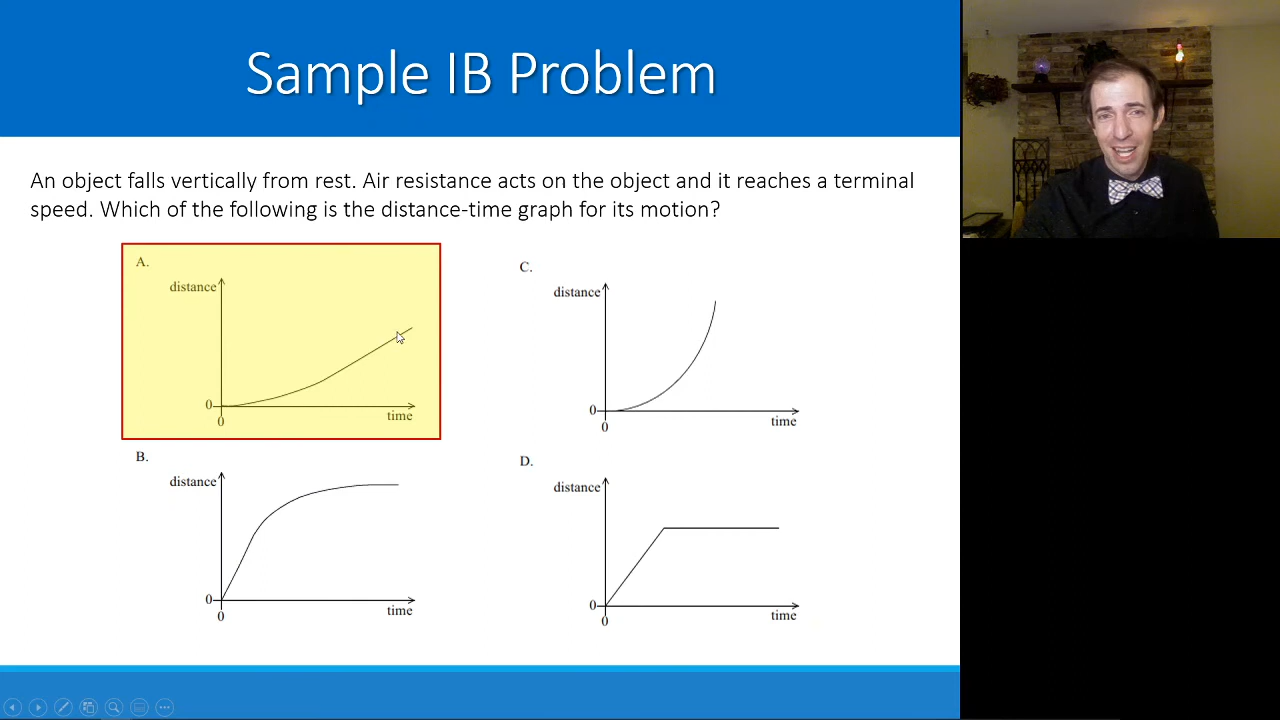 Sample IB Problem
An object falls vertically from rest. Air resistance acts on the object and it reaches a terminal
speed. Which of the following is the distance-time graph for its motion?
A.
distance
0
0
time
B.
distance
0
0
time
C.
distance
0
0
time
D.
distance
0
0
time